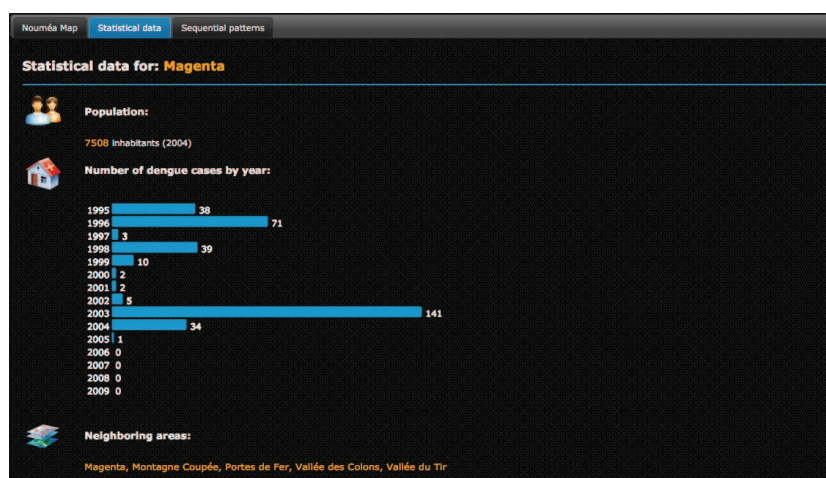 Nouméa Map Statistical data Sequential patterns
Statistical data for: Magenta
Population:
7508 inhabitants (2004)
Number of dengue cases by year:
1995 38
1996 71
1997 3
1998 39
1999 10
2000 2
2001 2
2002 5
2003 141
2004 34
2005 1
2006 0
2007 0
2008 0
2009 0
Neighboring areas:
Magenta, Montagne Coupée, Portes de Fer, Vallée des Colons, Vallée du Tir